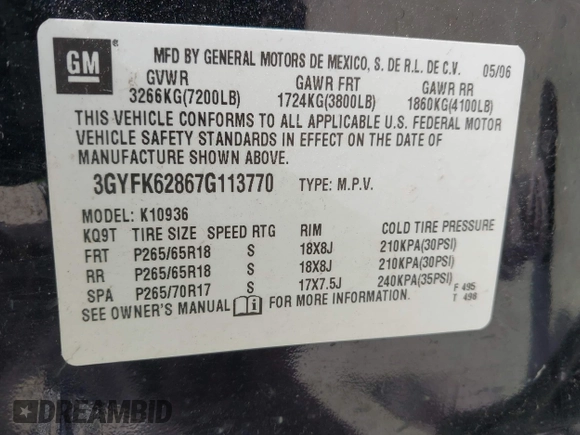 GM
MFD BY GENERAL MOTORS DE MEXICO, S. DE R.L. DE C.V. 05/06
GVWR GAWR FRT GAWR RR
3266KG(7200LB) 1724KG(3800LB) 1860KG(4100LB)
THIS VEHICLE CONFORMS TO ALL APPLICABLE U.S. FEDERAL MOTOR
VEHICLE SAFETY STANDARDS IN EFFECT ON THE DATE OF
MANUFACTURE SHOWN ABOVE.
3GYFK62867G113770 TYPE: M.P.V.
MODEL: K10936
KQ9T TIRE SIZE SPEED RTG RIM COLD TIRE PRESSURE
FRT P265/65R18 S 18X8J 210KPA(30PSI)
RR P265/65R18 S 18X8J 210KPA(30PSI)
SPA P265/70R17 S 17X7.5J 240KPA(35PSI)
F 495
T 498
SEE OWNER'S MANUAL FOR MORE INFORMATION.
DREAMBID